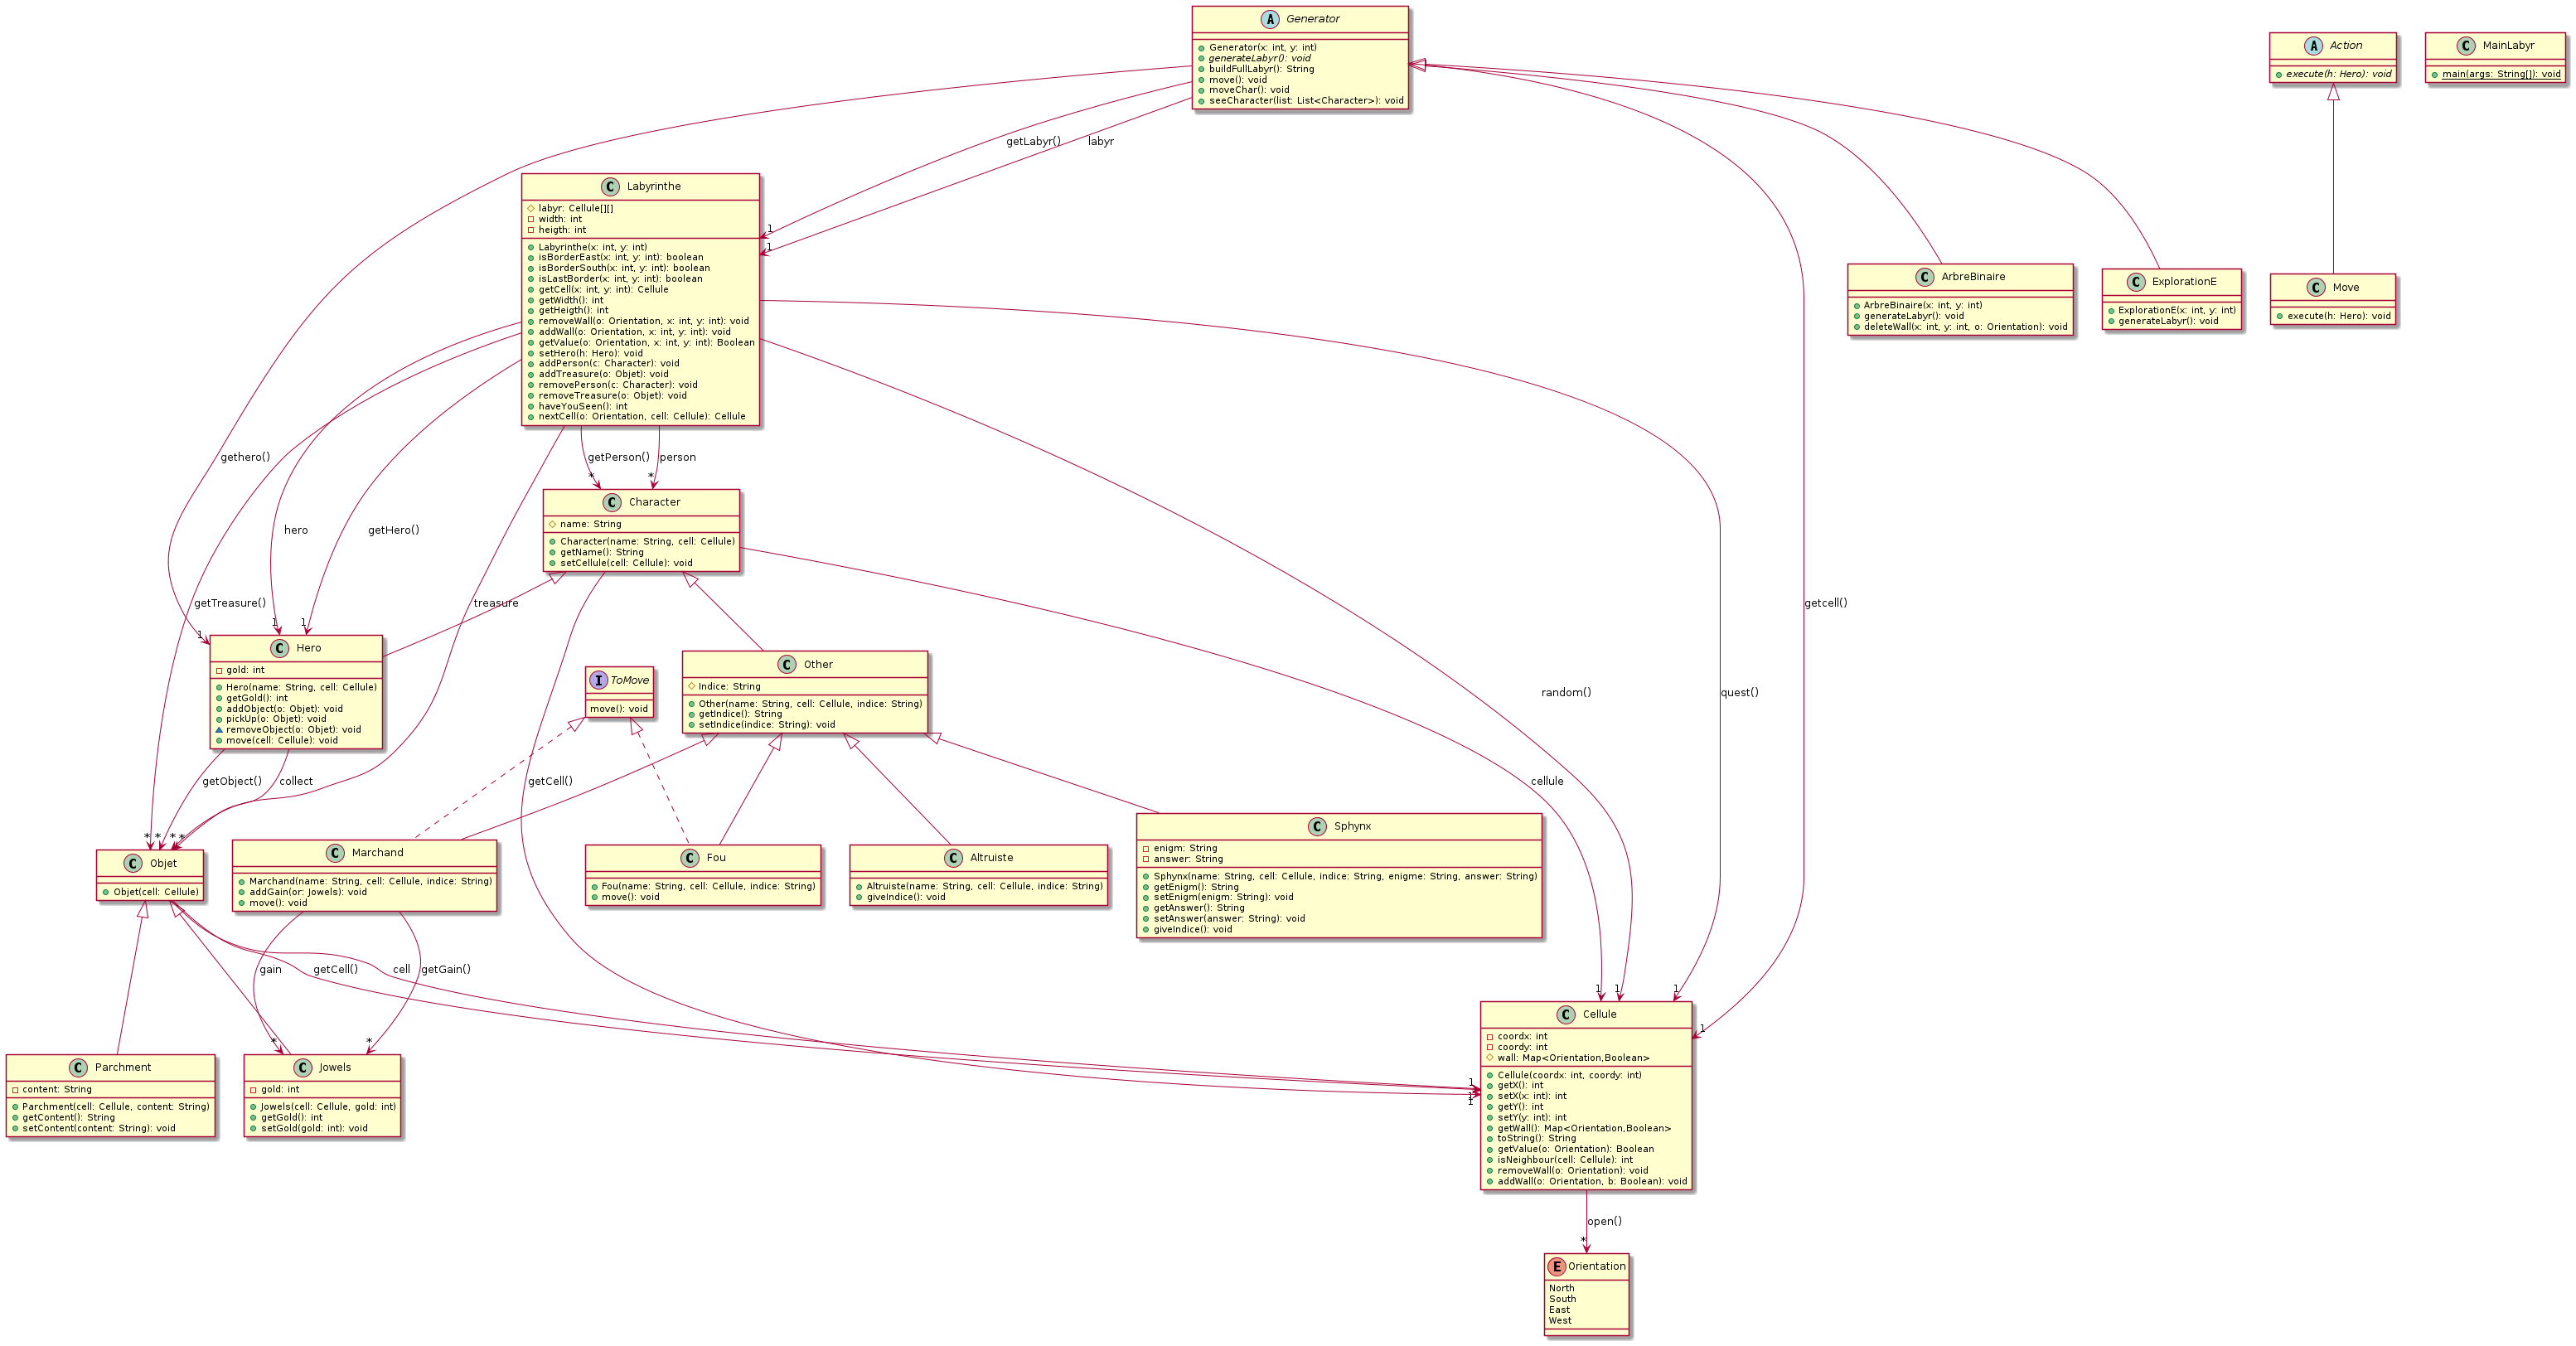 A Generator
Generator(x: int, y: int)
generateLabyr(): void
buildFullLabyr(): String
move(): void
moveChar(): void
seeCharacter(list: List<Character>): void
A Action
execute(h: Hero): void
C MainLabyr
main(args: String[]): void
getLabyr()
labyr
1
1
C Labyrinthe
labyr: Cellule[][]
width: int
heigth: int
Labyrinthe(x: int, y: int)
isBorderEast(x: int, y: int): boolean
isBorderSouth(x: int, y: int): boolean
isLastBorder(x: int, y: int): boolean
getCell(x: int, y: int): Cellule
getWidth(): int
getHeigth(): int
removeWall(o: Orientation, x: int, y: int): void
addWall(o: Orientation, x: int, y: int): void
getValue(o: Orientation, x: int, y: int): Boolean
setHero(h: Hero): void
addPerson(c: Character): void
addTreasure(o: Objet): void
removePerson(c: Character): void
removeTreasure(o: Objet): void
haveYouSeen(): int
nextCell(o: Orientation, cell: Cellule): Cellule
C ArbreBinaire
ArbreBinaire(x: int, y: int)
generateLabyr(): void
deleteWall(x: int, y: int, o: Orientation): void
C ExplorationE
ExplorationE(x: int, y: int)
generateLabyr(): void
C Move
execute(h: Hero): void
gethero()
getPerson()
person
*
*
C Character
name: String
Character(name: String, cell: Cellule)
getName(): String
setCellule(cell: Cellule): void
hero
getHero()
getTreasure()
treasure
getcell()
1
1
1
C Hero
gold: int
Hero(name: String, cell: Cellule)
getGold(): int
addObject(o: Objet): void
pickUp(o: Objet): void
removeObject(o: Objet): void
move(cell: Cellule): void
I ToMove
move(): void
C Other
Indice: String
Other(name: String, cell: Cellule, indice: String)
getIndice(): String
setIndice(indice: String): void
random()
quest()
getObject()
collect
getCell()
cellule
*
*
*
*
C Objet
Objet(cell: Cellule)
C Marchand
Marchand(name: String, cell: Cellule, indice: String)
addGain(or: Jowels): void
move(): void
C Fou
Fou(name: String, cell: Cellule, indice: String)
move(): void
C Altruiste
Altruiste(name: String, cell: Cellule, indice: String)
giveIndice(): void
C Sphynx
enigm: String
answer: String
Sphynx(name: String, cell: Cellule, indice: String, enigme: String, answer: String)
getEnigm(): String
setEnigm(enigm: String): void
getAnswer(): String
setAnswer(answer: String): void
giveIndice(): void
gain
getCell()
cell
getGain()
1
1
1
1
*
*
C Parchment
content: String
Parchment(cell: Cellule, content: String)
getContent(): String
setContent(content: String): void
C Jowels
gold: int
Jowels(cell: Cellule, gold: int)
getGold(): int
setGold(gold: int): void
1
1
1
C Cellule
coordx: int
coordy: int
wall: Map<Orientation,Boolean>
Cellule(coordx: int, coordy: int)
getX(): int
setX(x: int): int
getY(): int
setY(y: int): int
getWall(): Map<Orientation,Boolean>
toString(): String
getValue(o: Orientation): Boolean
isNeighbour(cell: Cellule): int
removeWall(o: Orientation): void
addWall(o: Orientation, b: Boolean): void
open()
*
E Orientation
North
South
East
West